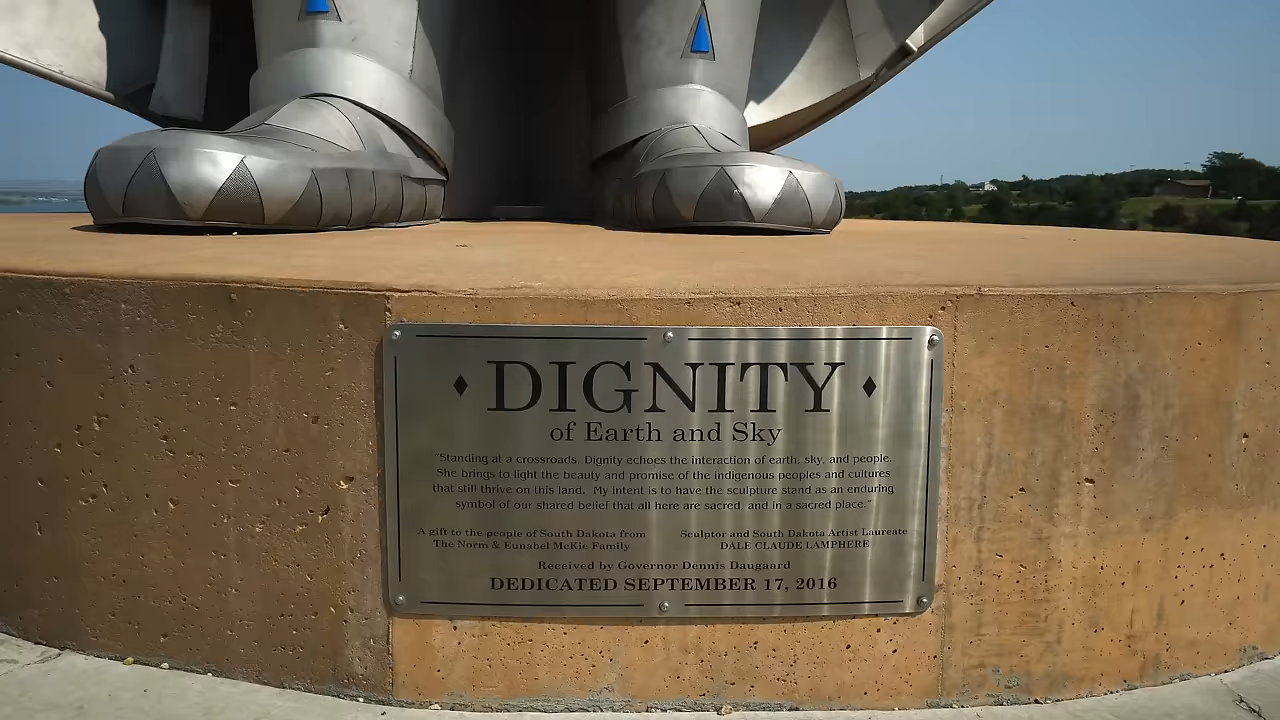 DIGNITY
of Earth and Sky
"Standing at a crossroads, Dignity echoes the interaction of earth, sky, and people.
She brings to light the beauty and promise of the indigenous peoples and cultures
that still thrive on this land. My intent is to have the sculpture stand as an enduring
symbol of our shared belief that all here are sacred, and in a sacred place."
A gift to the people of South Dakota from
The Norm & Eunabel McKie Family
Sculptor and South Dakota Artist Laureate
DALE CLAUDE LAMPHERE
Received by Governor Dennis Daugaard
DEDICATED SEPTEMBER 17, 2016